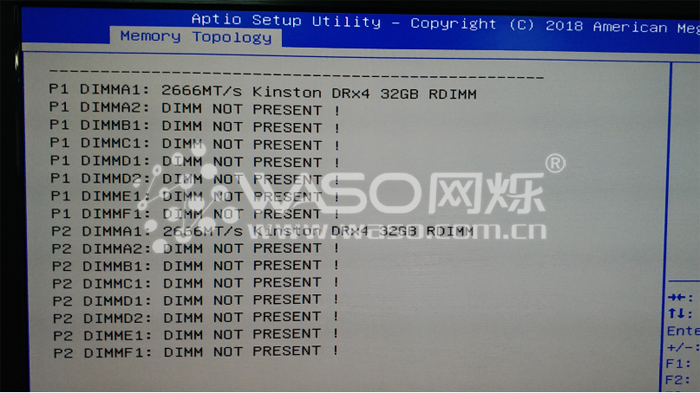 Aptio Setup Utility – Copyright (C) 2018 American Meg
Memory Topology
P1 DIMMA1: 2666MT/s Kinston DRx4 32GB RDIMM
P1 DIMMA2: DIMM NOT PRESENT !
P1 DIMMB1: DIMM NOT PRESENT !
P1 DIMMC1: DIMM NOT PRESENT !
P1 DIMMD1: DIMM NOT PRESENT !
P1 DIMMD2: DIMM NOT PRESENT !
P1 DIMME1: DIMM NOT PRESENT !
P1 DIMMF1: DIMM NOT PRESENT !
P2 DIMMA1: 2666MT/s Kinston DRx4 32GB RDIMM
P2 DIMMA2: DIMM NOT PRESENT !
P2 DIMMB1: DIMM NOT PRESENT !
P2 DIMMC1: DIMM NOT PRESENT !
P2 DIMMD1: DIMM NOT PRESENT !
P2 DIMMD2: DIMM NOT PRESENT !
P2 DIMME1: DIMM NOT PRESENT !
P2 DIMMF1: DIMM NOT PRESENT !
WASO网烁®
www.waso.com.cn
→←:
↑↓:
Ente
+/-:
F1:
F2: